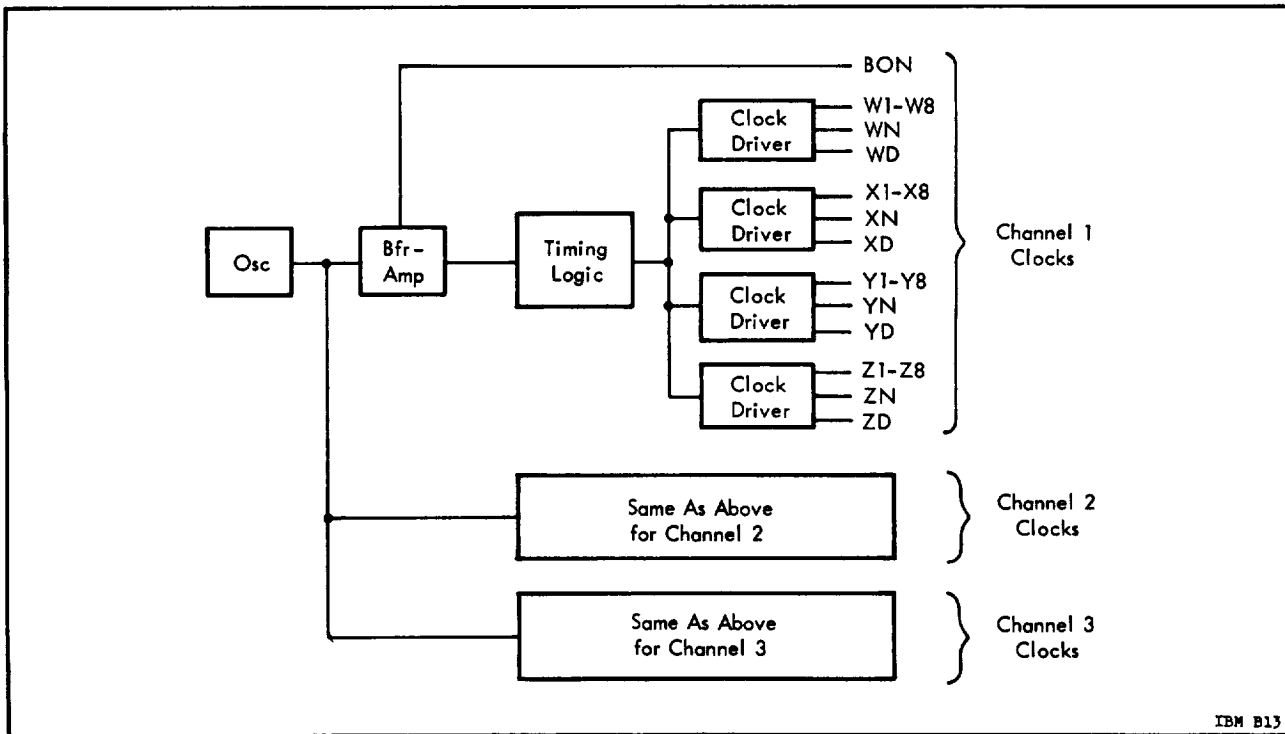 BON
Clock
Driver
W1-W8
WN
WD
Clock
Driver
X1-X8
XN
XD
Osc
Bfr-
Amp
Timing
Logic
Channel 1
Clocks
Clock
Driver
Y1-Y8
YN
YD
Clock
Driver
Z1-Z8
ZN
ZD
Same As Above
for Channel 2
Channel 2
Clocks
Same As Above
for Channel 3
Channel 3
Clocks
IBM B13